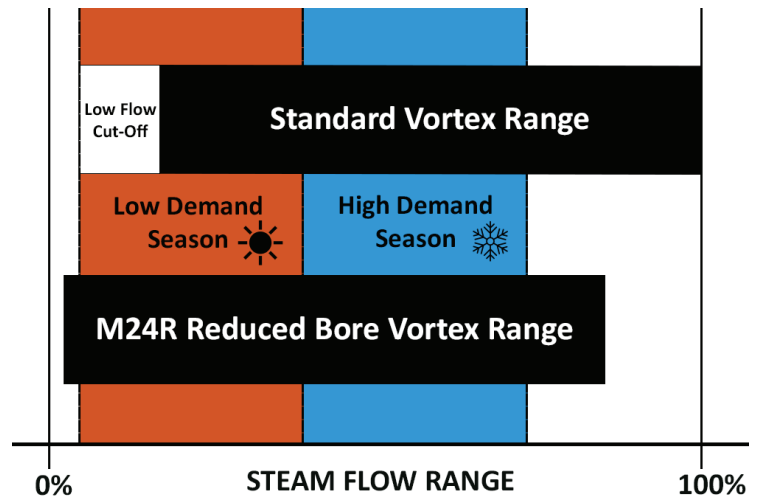 Low Flow
Cut-Off
Standard Vortex Range
Low Demand
Season
High Demand
Season
M24R Reduced Bore Vortex Range
0%
STEAM FLOW RANGE
100%